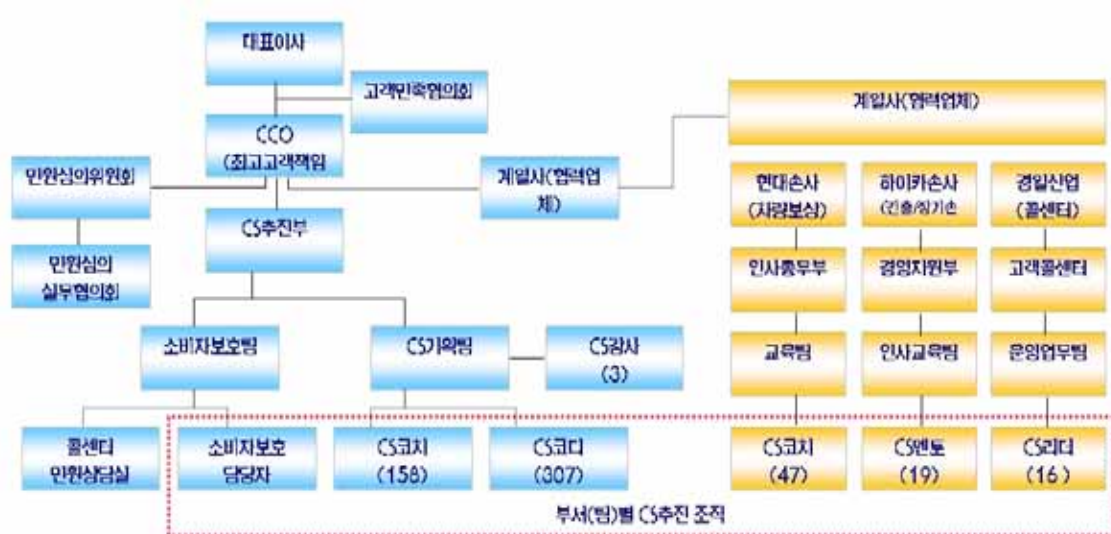 대표이사
고객만족협의회
계열사(협력업체)
CCO
(최고고객책임
민원심의위원회
계열사(협력업
체)
현대손사
(차량보상)
하이카손사
경일산업
(콜센터)
CS추진부
민원심의
실무협의회
인사총무부
경영지원부
고객콜센터
소비자보호팀
CS기획팀
CS강사
(3)
교육팀
인사교육팀
운영업무팀
콜센터
민원상담실
소비자보호
담당자
CS코치
(158)
CS코디
(307)
CS코치
(47)
CS멘토
(19)
CS리더
(16)
부서(팀)별 CS추진 조직